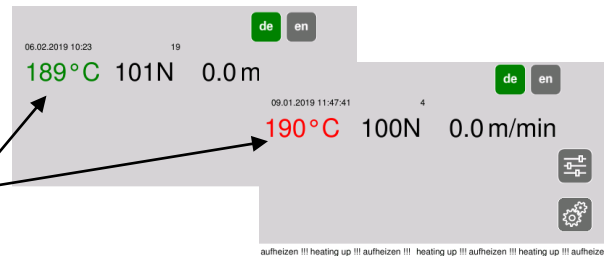 de en
06.02.2019 10:23 19
189°C 101N 0.0 m
de en
09.01.2019 11:47:41 4
190°C 100N 0.0 m/min
aufheizen !!! heating up !!! aufheizen !!! heating up !!! aufheizen !!! heating up !!! aufheize